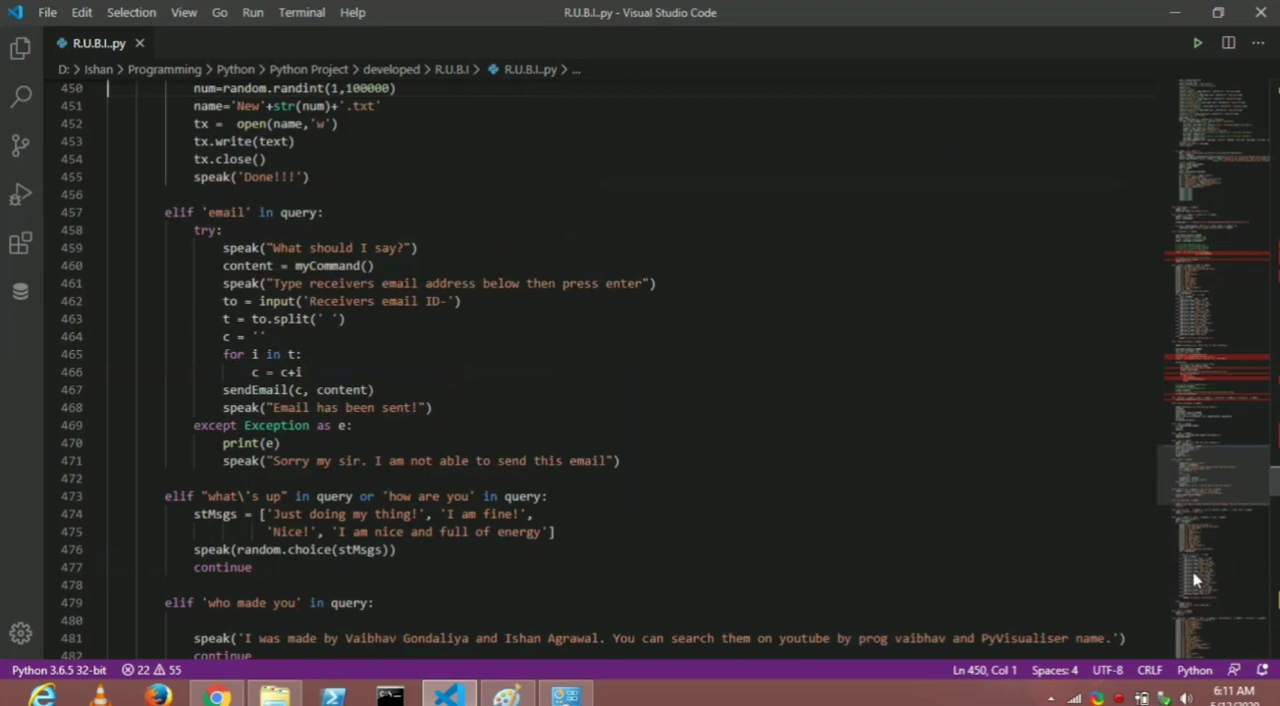 File Edit Selection View Go Run Terminal Help R.U.B.I..py - Visual Studio Code
R.U.B.I..py
D: > Ishan > Programming > Python > Python Project > developed > R.U.B.I > R.U.B.I..py > ...
450 num=random.randint(1,100000)
451 name='New'+str(num)+'.txt'
452 tx =  open(name,'w')
453 tx.write(text)
454 tx.close()
455 speak('Done!!!')
456
457 elif 'email' in query:
458 try:
459 speak("What should I say?")
460 content = myCommand()
461 speak("Type receivers email address below then press enter")
462 to = input('Receivers email ID-')
463 t = to.split(' ')
464 c = ''
465 for i in t:
466 c = c+i
467 sendEmail(c, content)
468 speak("Email has been sent!")
469 except Exception as e:
470 print(e)
471 speak("Sorry my sir. I am not able to send this email")
472
473 elif "what\'s up" in query or 'how are you' in query:
474 stMsgs = ['Just doing my thing!', 'I am fine!',
475 'Nice!', 'I am nice and full of energy']
476 speak(random.choice(stMsgs))
477 continue
478
479 elif 'who made you' in query:
480
481 speak('I was made by Vaibhav Gondaliya and Ishan Agrawal. You can search them on youtube by prog vaibhav and PyVisualiser name.')
482 continue
Python 3.6.5 32-bit 22 55 Ln 450, Col 1 Spaces: 4 UTF-8 CRLF Python
6:11 AM